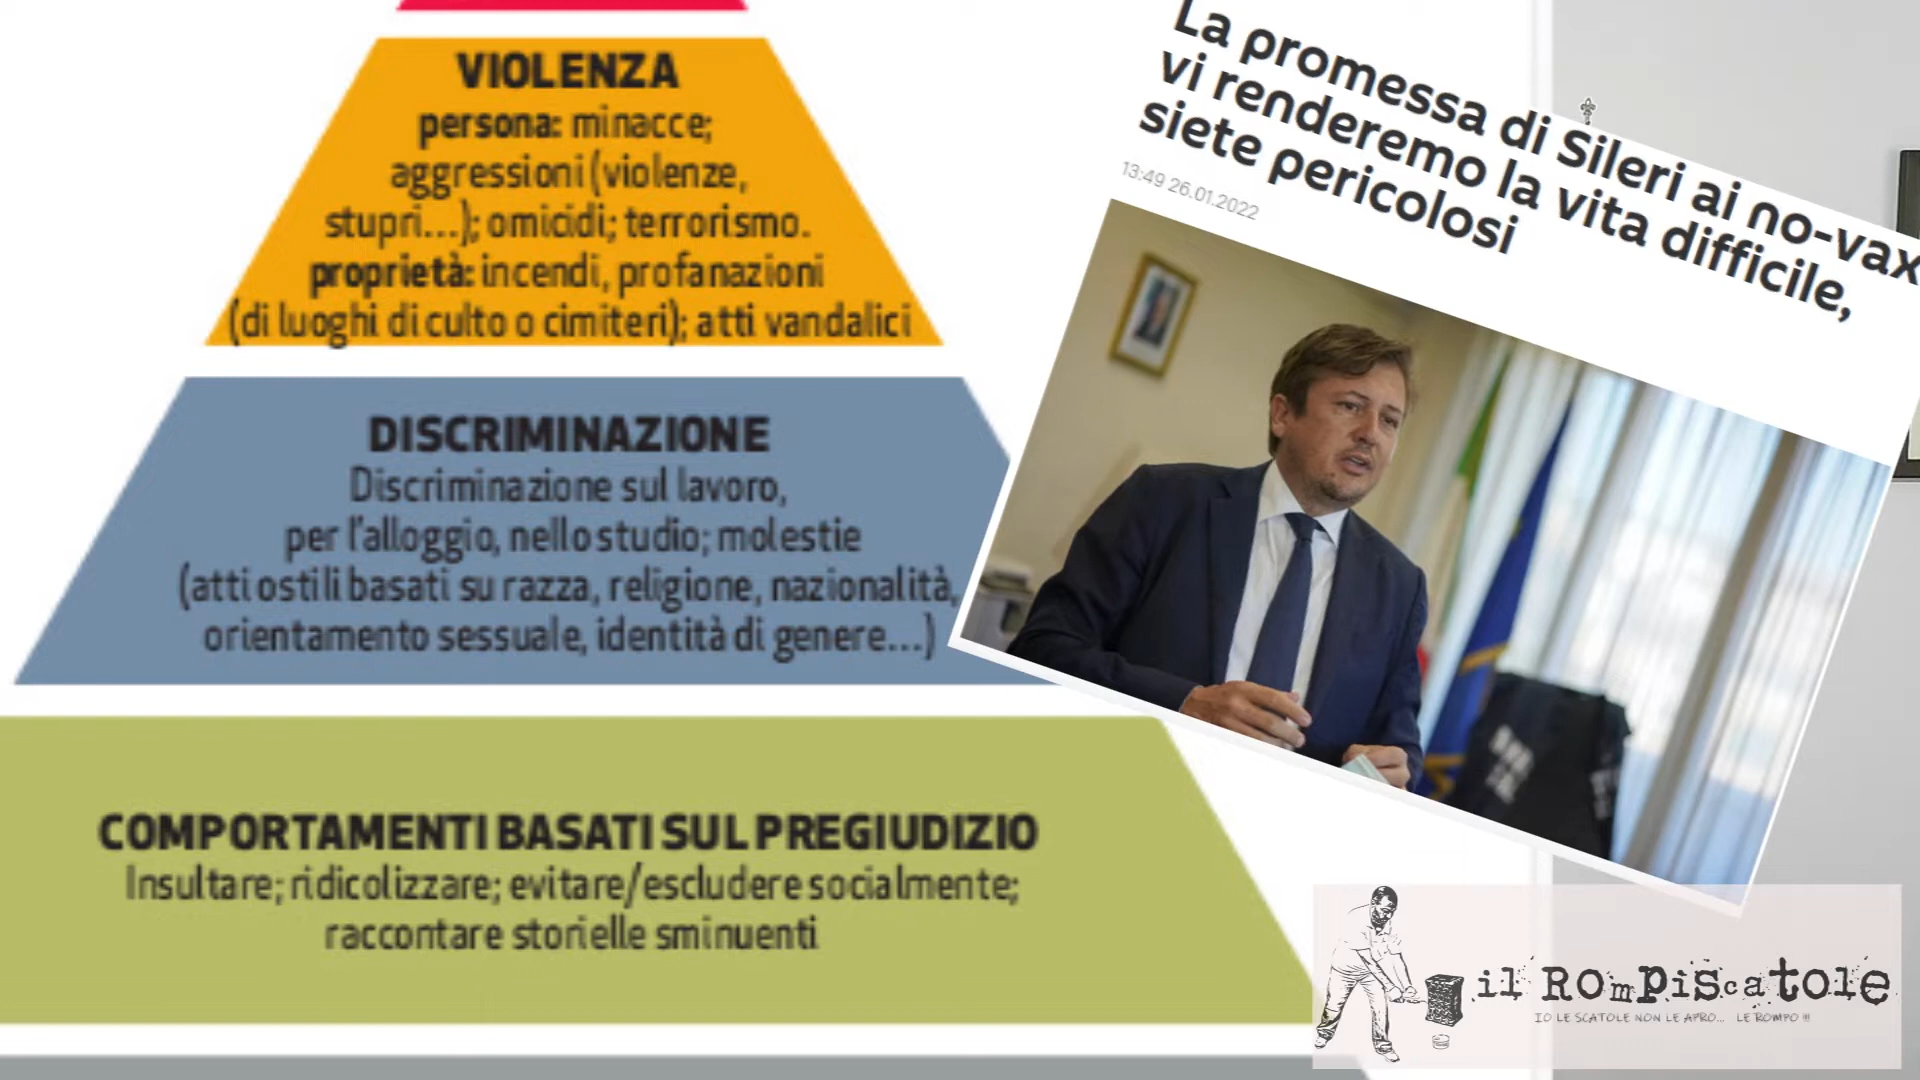 VIOLENZA
persona: minacce;
aggressioni (violenze,
stupri...); omicidi; terrorismo.
proprietà: incendi, profanazioni
(di luoghi di culto o cimiteri); atti vandalici
DISCRIMINAZIONE
Discriminazione sul lavoro,
per l'alloggio, nello studio; molestie
(atti ostili basati su razza, religione, nazionalità,
orientamento sessuale, identità di genere...)
COMPORTAMENTI BASATI SUL PREGIUDIZIO
Insultare; ridicolizzare; evitare/escludere socialmente;
raccontare storielle sminuenti
La promessa di Sileri ai no-vax
vi renderemo la vita difficile,
siete pericolosi
13:49 26.01.2022
il ROmPiScatole
IO LE SCATOLE NON LE APRO... LE ROMPO !!!